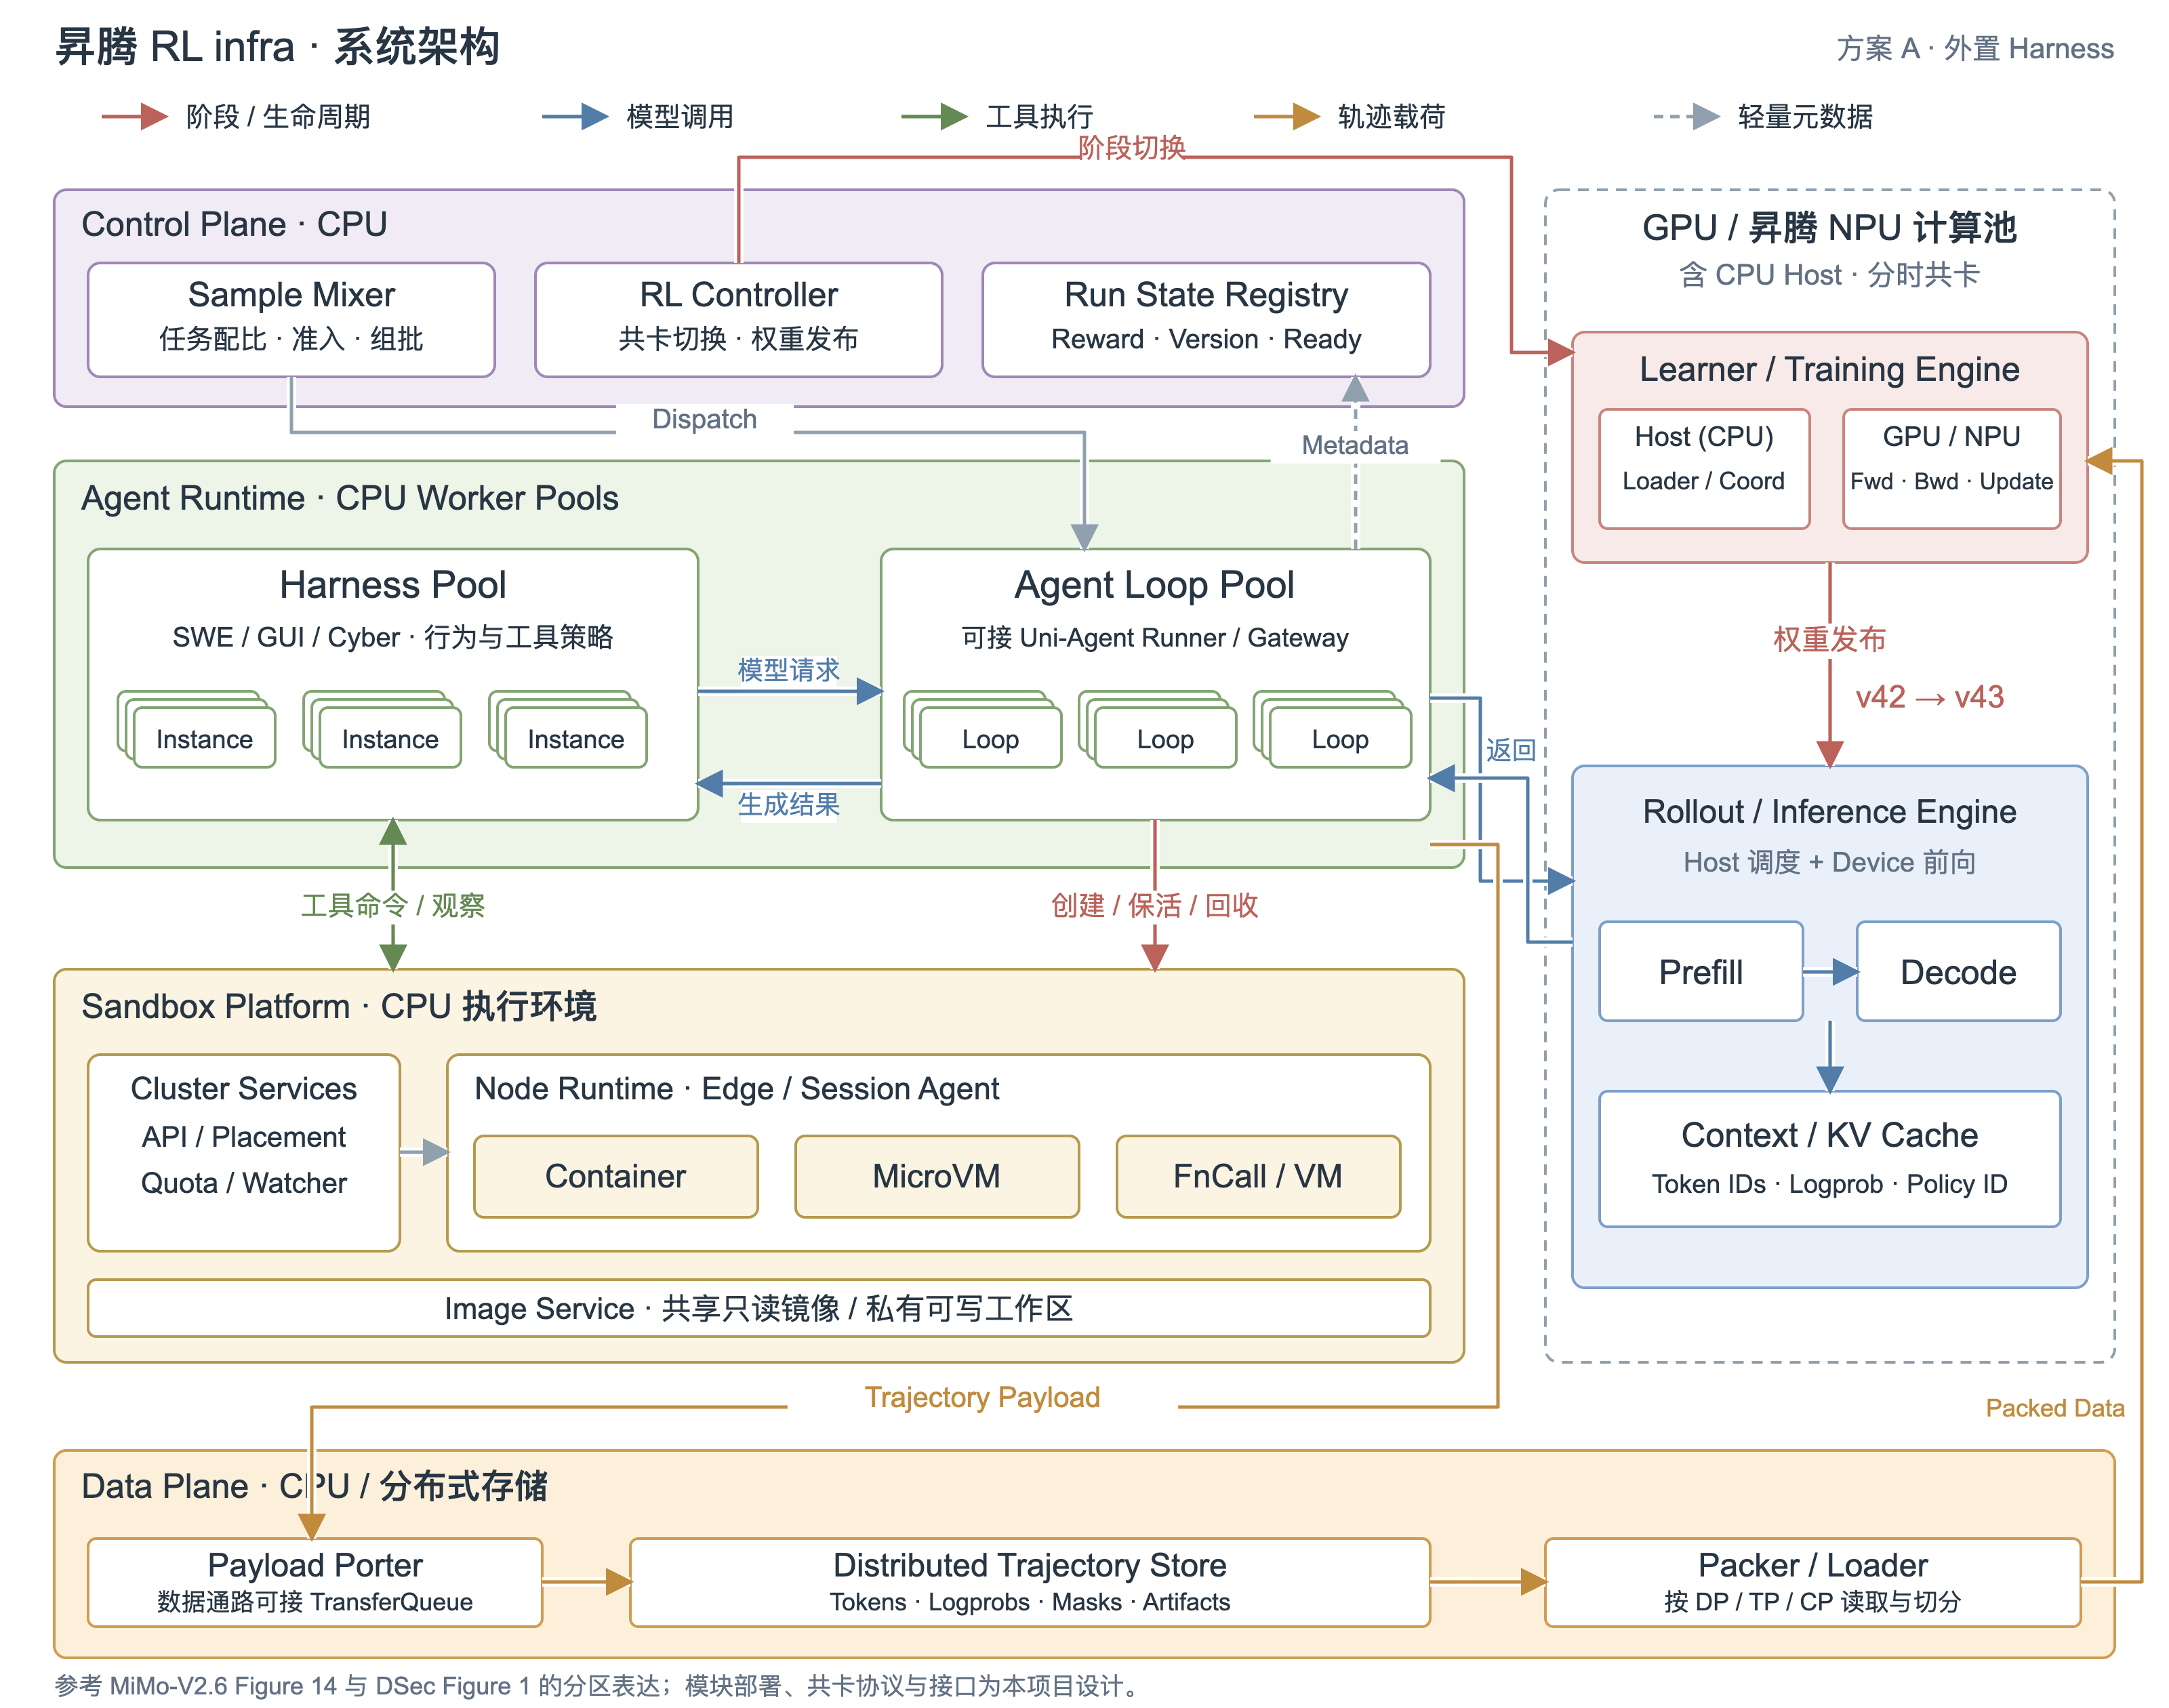 昇腾 RL infra · 系统架构
方案 A · 外置 Harness
阶段 / 生命周期
模型调用
工具执行
轨迹载荷
轻量元数据
阶段切换
Control Plane · CPU
Sample Mixer
任务配比 · 准入 · 组批
RL Controller
共卡切换 · 权重发布
Run State Registry
Reward · Version · Ready
Dispatch
Metadata
GPU / 昇腾 NPU 计算池
含 CPU Host · 分时共卡
Learner / Training Engine
Host (CPU)
Loader / Coord
GPU / NPU
Fwd · Bwd · Update
Agent Runtime · CPU Worker Pools
Harness Pool
SWE / GUI / Cyber · 行为与工具策略
Instance
Instance
Instance
模型请求
生成结果
Agent Loop Pool
可接 Uni-Agent Runner / Gateway
Loop
Loop
Loop
返回
权重发布
v42 → v43
Rollout / Inference Engine
Host 调度 + Device 前向
Prefill
Decode
Context / KV Cache
Token IDs · Logprob · Policy ID
工具命令 / 观察
创建 / 保活 / 回收
Sandbox Platform · CPU 执行环境
Cluster Services
API / Placement
Quota / Watcher
Node Runtime · Edge / Session Agent
Container
MicroVM
FnCall / VM
Image Service · 共享只读镜像 / 私有可写工作区
Trajectory Payload
Packed Data
Data Plane · CPU / 分布式存储
Payload Porter
数据通路可接 TransferQueue
Distributed Trajectory Store
Tokens · Logprobs · Masks · Artifacts
Packer / Loader
按 DP / TP / CP 读取与切分
参考 MiMo-V2.6 Figure 14 与 DSec Figure 1 的分区表达；模块部署、共卡协议与接口为本项目设计。